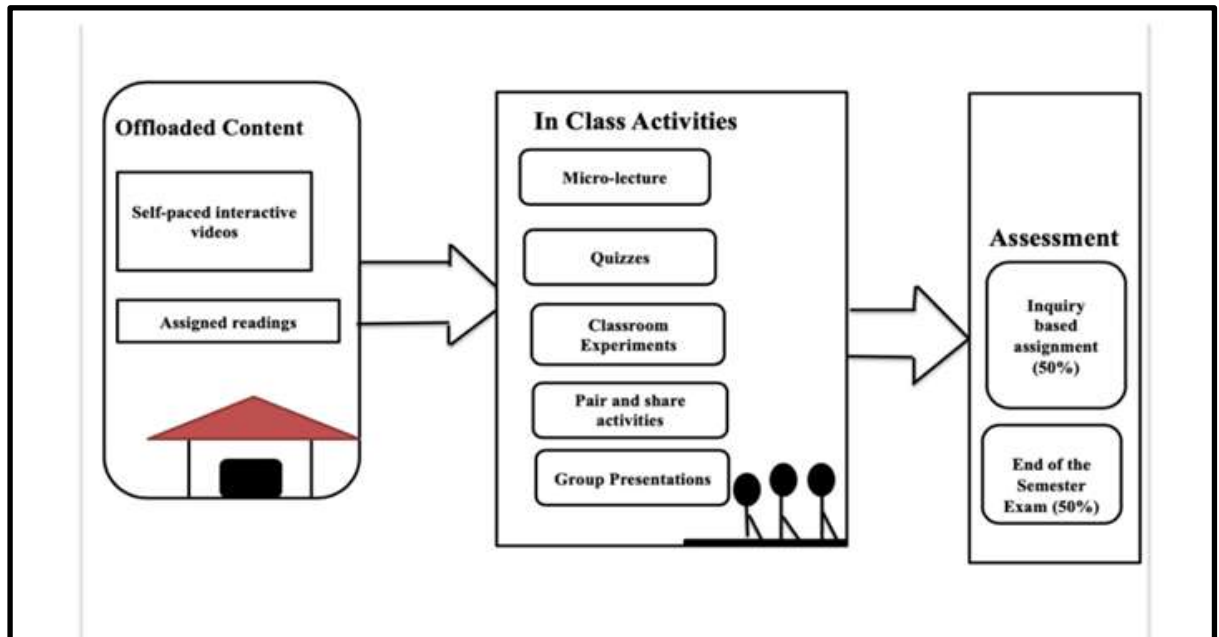 Offloaded Content
Self-paced interactive
videos
Assigned readings
In Class Activities
Micro-lecture
Quizzes
Classroom
Experiments
Pair and share
activities
Group Presentations
Assessment
Inquiry
based
assignment
(50%)
End of the
Semester
Exam (50%)